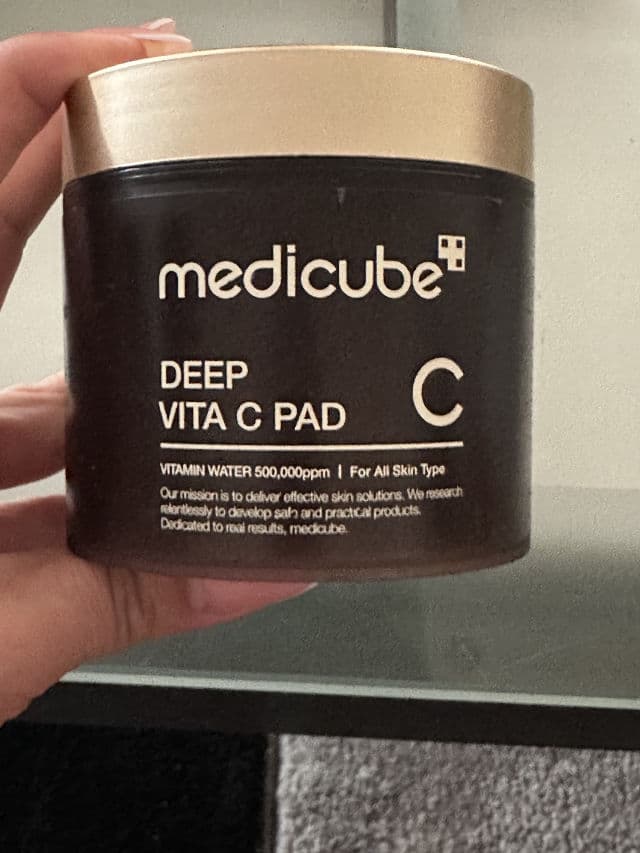 medicube
DEEP
VITA C PAD
C
VITAMIN WATER 500,000ppm | For All Skin Type
Our mission is to deliver effective skin solutions. We research
relentlessly to develop safe and practical products.
Dedicated to real results, medicube.